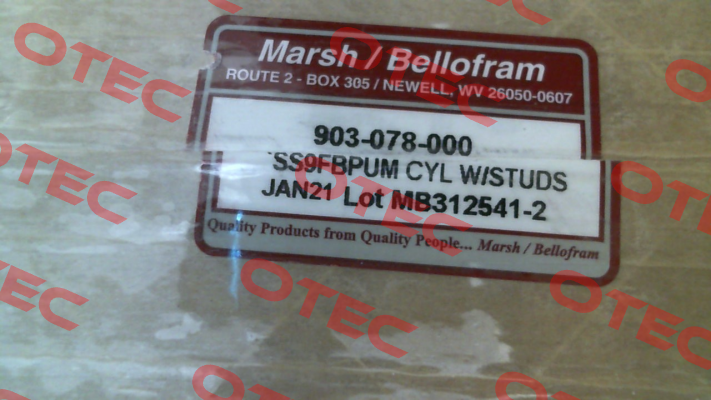 Marsh / Bellofram
ROUTE 2 - BOX 305 / NEWELL, WV 26050-0607
903-078-000
SS9FBPUM CYL W/STUDS
JAN21 Lot MB312541-2
Quality Products from Quality People... Marsh / Bellofram
OTEC
OTEC
OTEC
OTEC
OTEC
OTEC
OTEC
OTEC
OTEC
OTEC